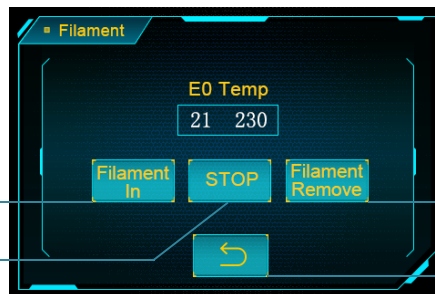 Filament
E0 Temp
21 230
Filament
In
STOP
Filament
Remove